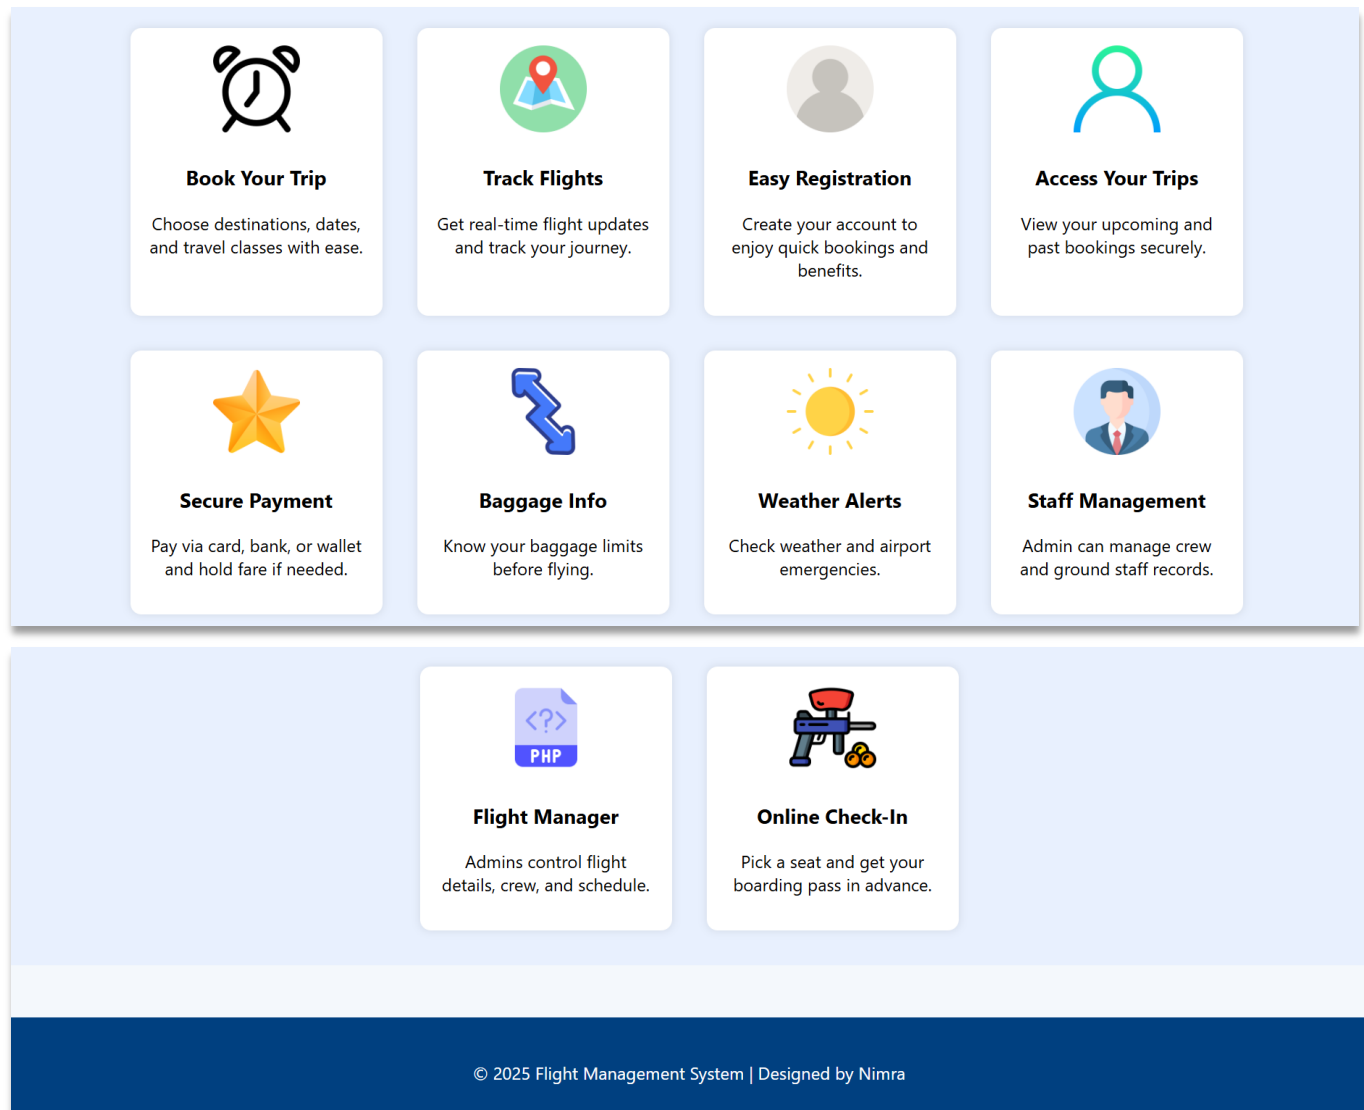 Book Your Trip
Choose destinations, dates,
and travel classes with ease.
Track Flights
Get real-time flight updates
and track your journey.
Easy Registration
Create your account to
enjoy quick bookings and
benefits.
Access Your Trips
View your upcoming and
past bookings securely.
Secure Payment
Pay via card, bank, or wallet
and hold fare if needed.
Baggage Info
Know your baggage limits
before flying.
Weather Alerts
Check weather and airport
emergencies.
Staff Management
Admin can manage crew
and ground staff records.
<?>
PHP
Flight Manager
Admins control flight
details, crew, and schedule.
Online Check-In
Pick a seat and get your
boarding pass in advance.
© 2025 Flight Management System | Designed by Nimra